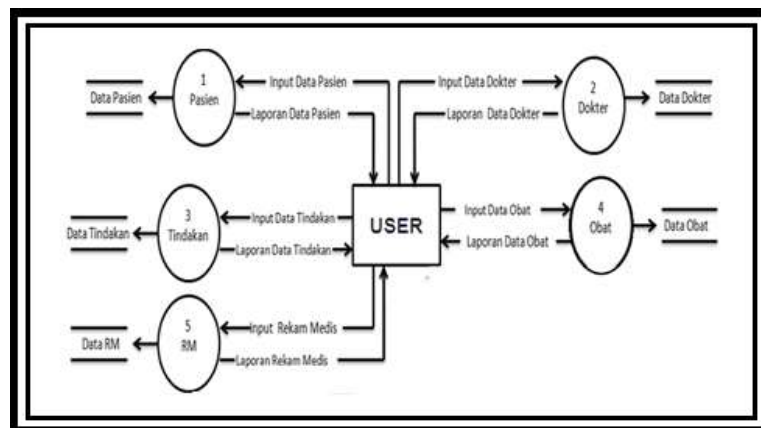 1
Pasien
Data Pasien
Input Data Pasien
Laporan Data Pasien
Input Data Dokter
Laporan Data Dokter
2
Dokter
Data Dokter
3
Tindakan
Data Tindakan
Input Data Tindakan
Laporan Data Tindakan
USER
Input Data Obat
Laporan Data Obat
4
Obat
Data Obat
5
RM
Data RM
Input Rekam Medis
Laporan Rekam Medis